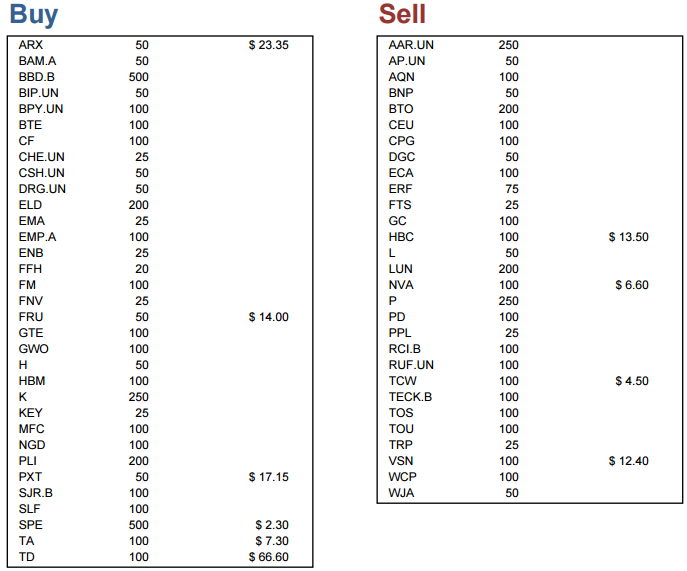 Buy
ARX 50 $ 23.35
BAM.A 50
BBD.B 500
BIP.UN 50
BPY.UN 100
BTE 100
CF 100
CHE.UN 25
CSH.UN 50
DRG.UN 50
ELD 200
EMA 25
EMP.A 100
ENB 25
FFH 20
FM 100
FNV 25
FRU 50 $ 14.00
GTE 100
GWO 100
H 50
HBM 100
K 250
KEY 25
MFC 100
NGD 100
PLI 200
PXT 50 $ 17.15
SJR.B 100
SLF 100
SPE 500 $ 2.30
TA 100 $ 7.30
TD 100 $ 66.60
Sell
AAR.UN 250
AP.UN 50
AQN 100
BNP 50
BTO 200
CEU 100
CPG 100
DGC 50
ECA 100
ERF 75
FTS 25
GC 100
HBC 100 $ 13.50
L 50
LUN 200
NVA 100 $ 6.60
P 250
PD 100
PPL 25
RCI.B 100
RUF.UN 100
TCW 100 $ 4.50
TECK.B 100
TOS 100
TOU 100
TRP 25
VSN 100 $ 12.40
WCP 100
WJA 50